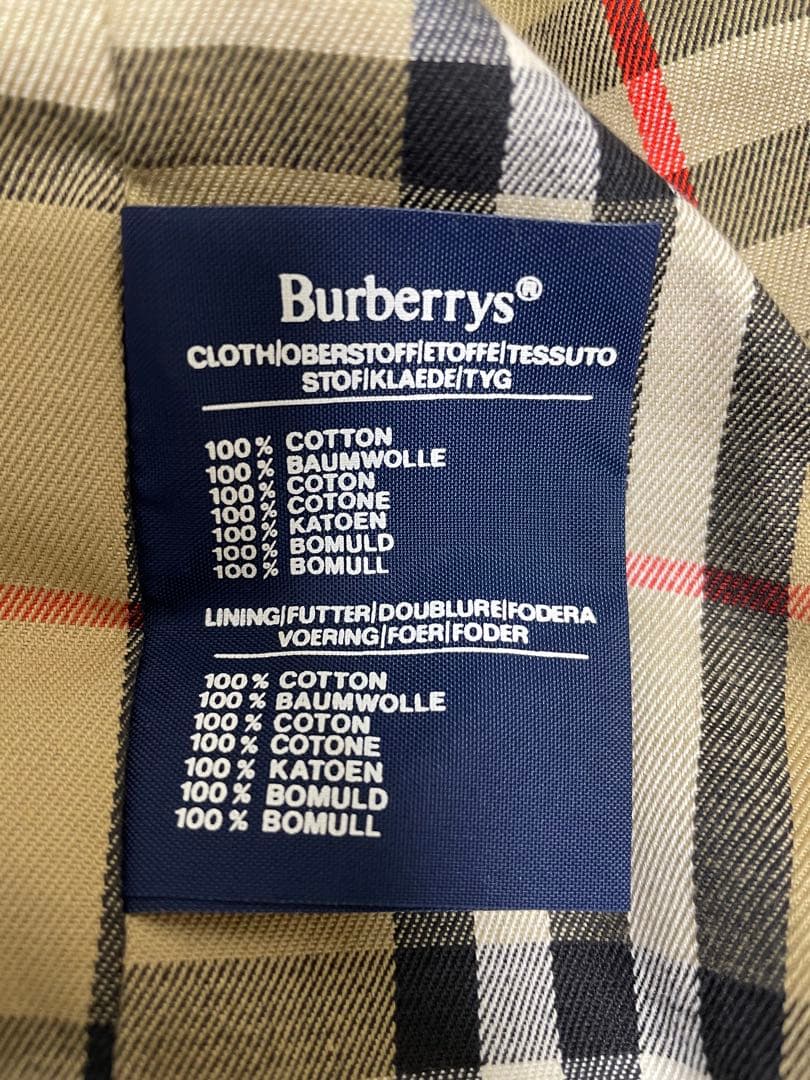 Burberrys®
CLOTH/OBERSTOFF/ETOFFE/TESSUTO
STOF/KLAEDE/TYG
100% COTTON
100% BAUMWOLLE
100% COTON
100% COTONE
100% KATOEN
100% BOMULD
100% BOMULL
LINING/FUTTER/DOUBLURE/FODERA
VOERING/FOER/FODER
100% COTTON
100% BAUMWOLLE
100% COTON
100% COTONE
100% KATOEN
100% BOMULD
100% BOMULL